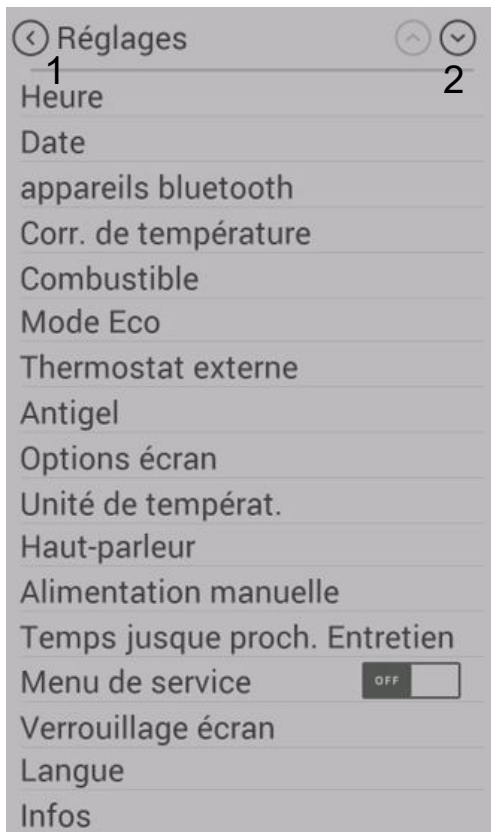 Réglages
1
2
Heure
Date
appareils bluetooth
Corr. de température
Combustible
Mode Eco
Thermostat externe
Antigel
Options écran
Unité de températ.
Haut-parleur
Alimentation manuelle
Temps jusque proch. Entretien
Menu de service OFF
Verrouillage écran
Langue
Infos